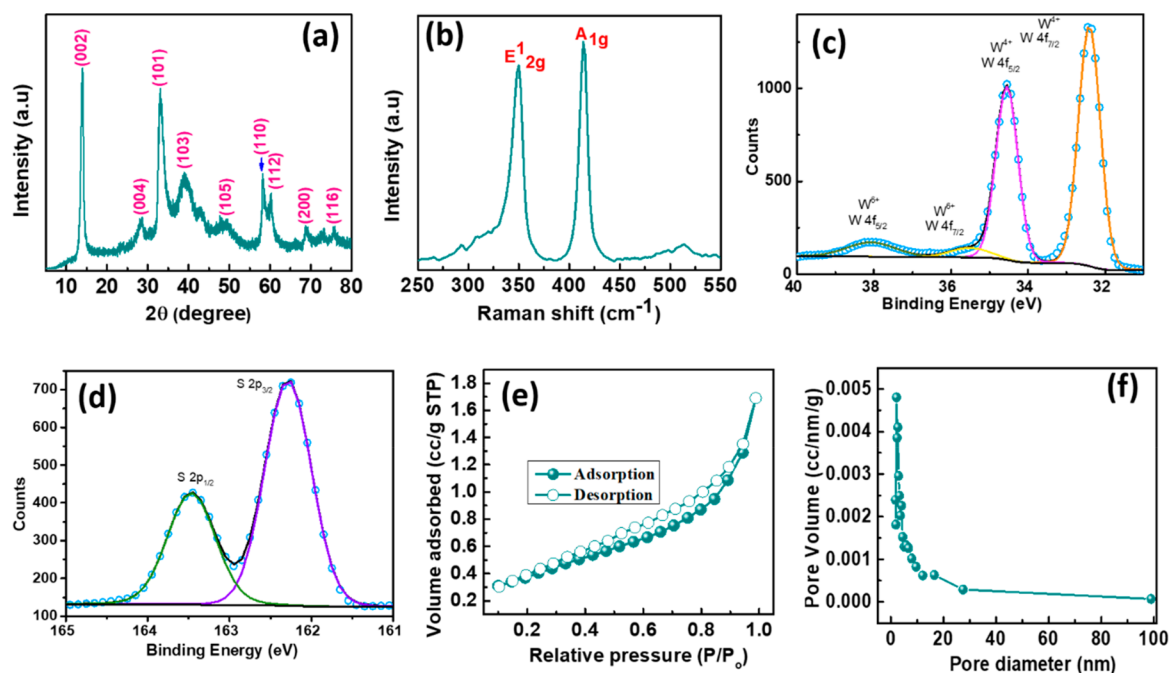 (a)
(002)
(101)
(004)
(103)
(105)
(110)
(112)
(200)
(116)
Intensity (a.u)
10 20 30 40 50 60 70 80
2θ (degree)
(b)
E¹2g
A1g
Intensity (a.u)
250 300 350 400 450 500 550
Raman shift (cm⁻¹)
(c)
W⁴⁺
W 4f7/2
W⁴⁺
W 4f5/2
W⁶⁺
W 4f5/2
W⁶⁺
W 4f7/2
Counts
1000
500
0
40 38 36 34 32
Binding Energy (eV)
(d)
S 2p3/2
S 2p1/2
Counts
700
600
500
400
300
200
100
165 164 163 162 161
Binding Energy (eV)
(e)
Volume adsorbed (cc/g STP)
1.8
1.6
1.4
1.2
1.0
0.8
0.6
0.4
0.2
Adsorption
Desorption
0.2 0.4 0.6 0.8 1.0
Relative pressure (P/Po)
(f)
Pore Volume (cc/nm/g)
0.005
0.004
0.003
0.002
0.001
0.000
0 20 40 60 80 100
Pore diameter (nm)